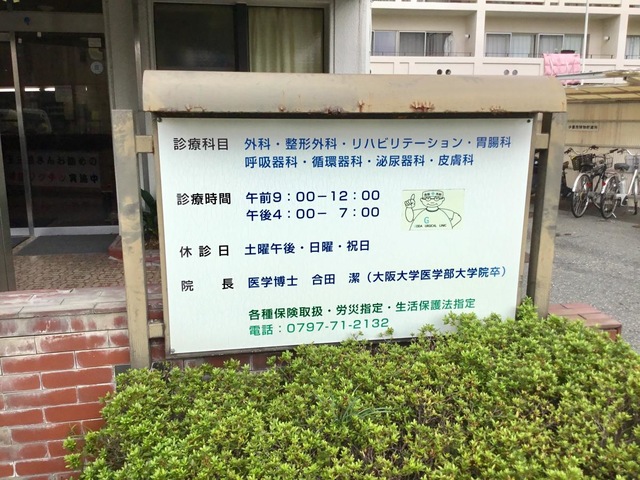 診療科目 外科・整形外科・リハビリテーション・胃腸科
呼吸器科・循環器科・泌尿器科・皮膚科
診療時間 午前9：00－12：00
午後4：00－ 7：00
休診日 土曜午後・日曜・祝日
院長 医学博士 合田 潔（大阪大学医学部大学院卒）
各種保険取扱・労災指定・生活保護法指定
電話：0797-71-2132